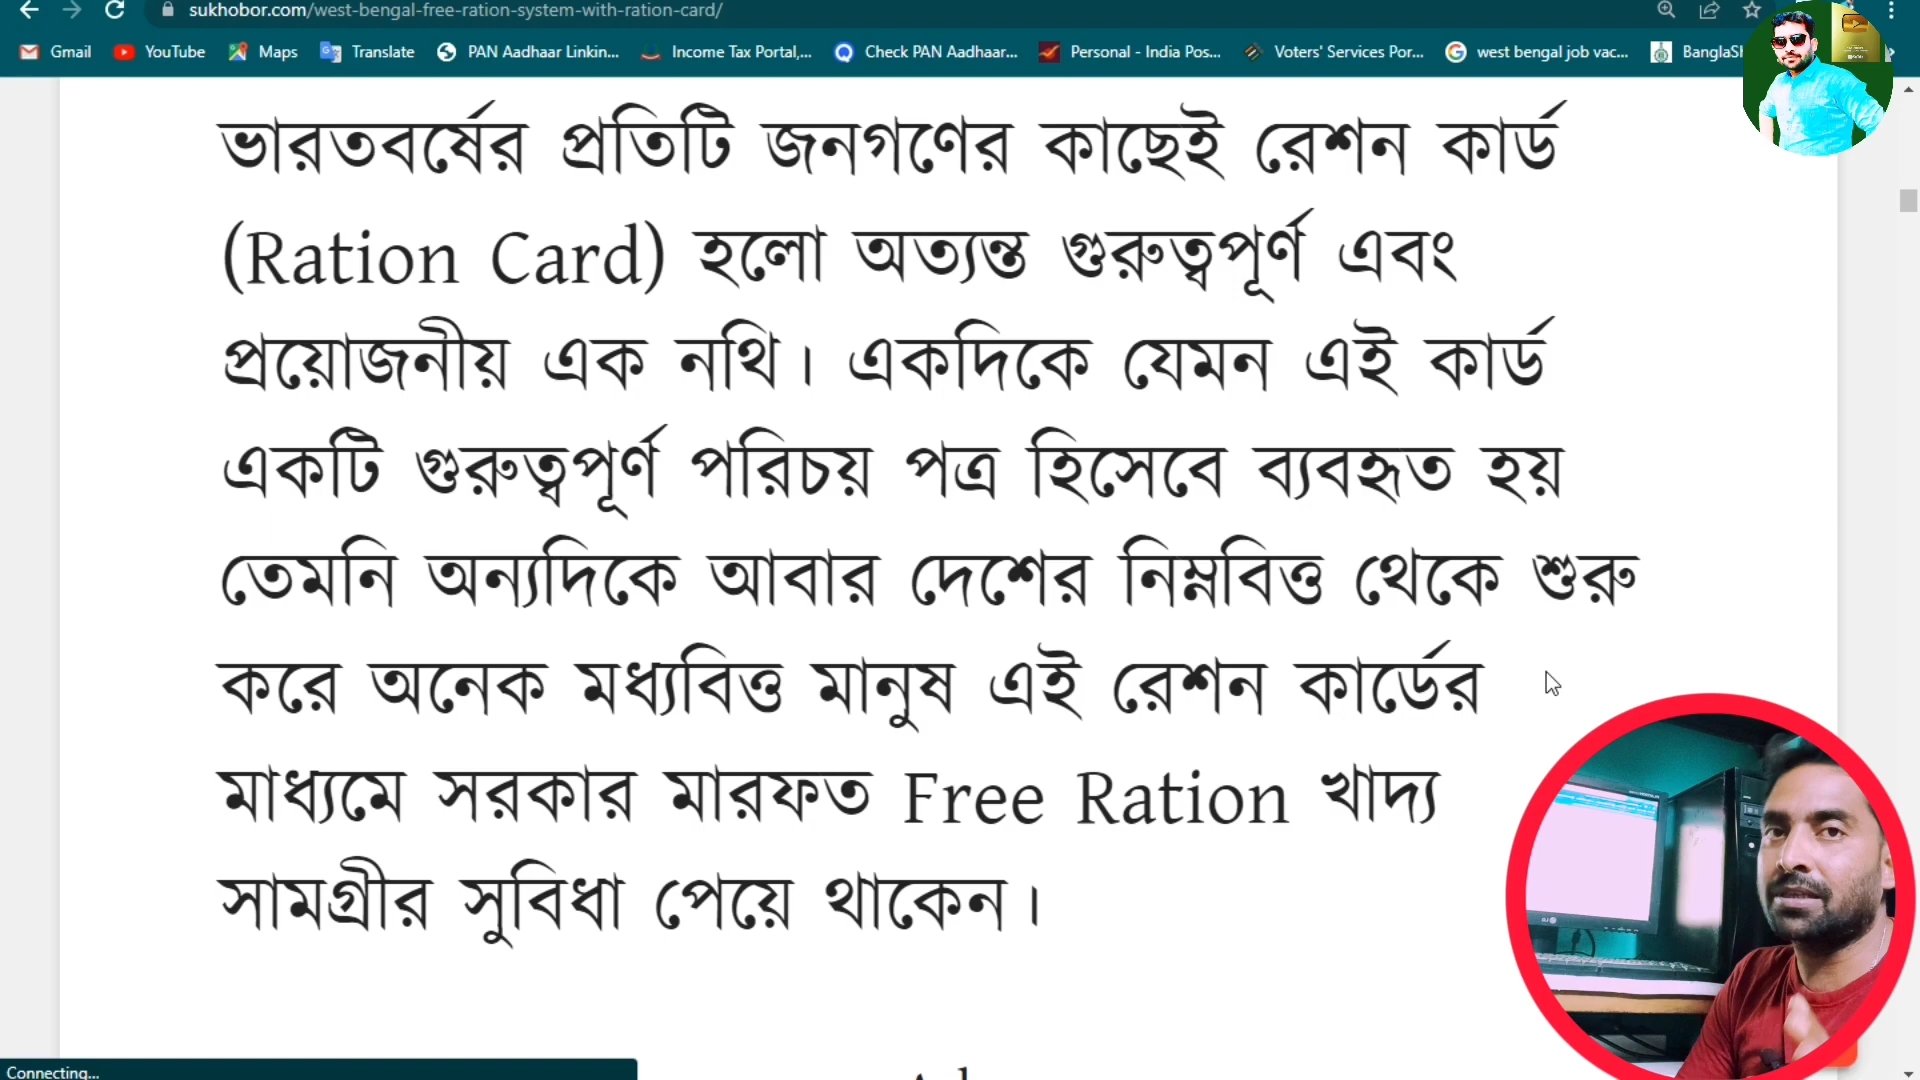 sukhobor.com/west-bengal-free-ration-system-with-ration-card/
Gmail YouTube Maps Translate PAN Aadhaar Linkin... Income Tax Portal,... Check PAN Aadhaar... Personal - India Pos... Voters' Services Por... west bengal job vac...
ভারতবর্ষের প্রতিটি জনগণের কাছেই রেশন কার্ড
(Ration Card) হলো অত্যন্ত গুরুত্বপূর্ণ এবং
প্রয়োজনীয় এক নথি। একদিকে যেমন এই কার্ড
একটি গুরুত্বপূর্ণ পরিচয় পত্র হিসেবে ব্যবহৃত হয়
তেমনি অন্যদিকে আবার দেশের নিম্নবিত্ত থেকে শুরু
করে অনেক মধ্যবিত্ত মানুষ এই রেশন কার্ডের
মাধ্যমে সরকার মারফত Free Ration খাদ্য
সামগ্রীর সুবিধা পেয়ে থাকেন।
Connecting...